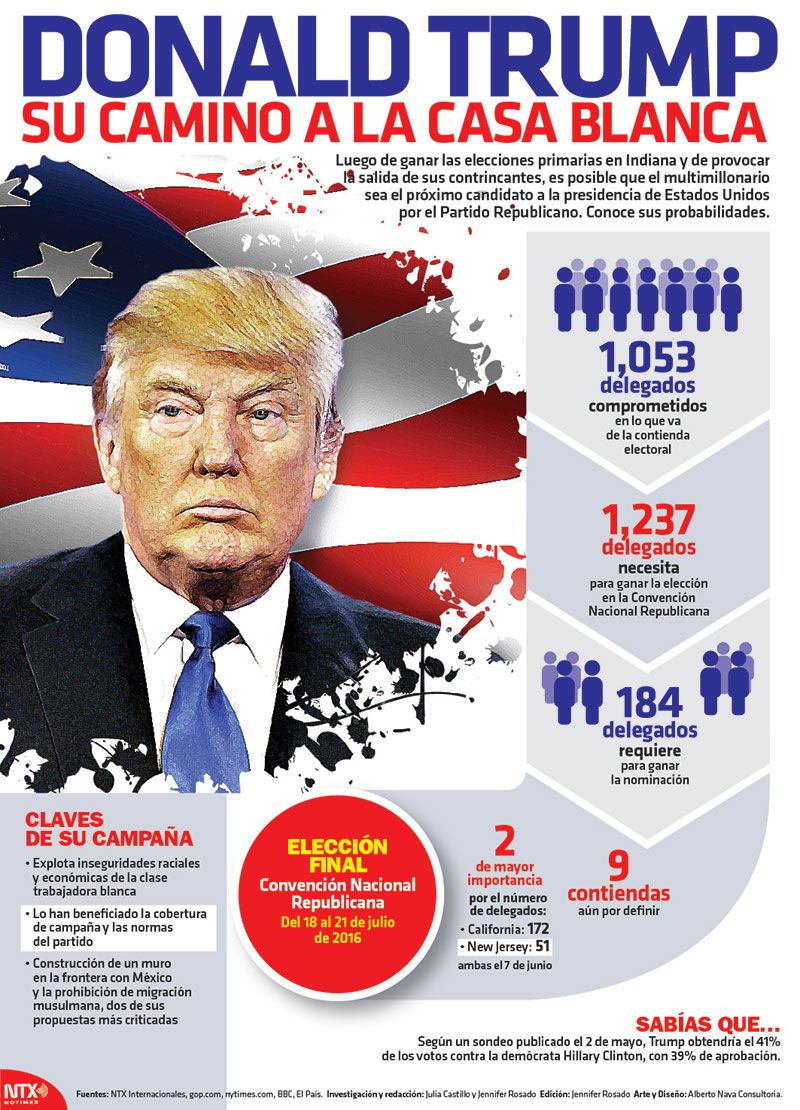 DONALD TRUMP
SU CAMINO A LA CASA BLANCA
Luego de ganar las elecciones primarias en Indiana y de provocar
la salida de sus contrincantes, es posible que el multimillonario
sea el próximo candidato a la presidencia de Estados Unidos
por el Partido Republicano. Conoce sus probabilidades.
1,053
delegados
comprometidos
en lo que va
de la contienda
electoral
1,237
delegados
necesita
para ganar la elección
en la Convención
Nacional Republicana
184
delegados
requiere
para ganar
la nominación
CLAVES
DE SU CAMPAÑA
• Explota inseguridades raciales
y económicas de la clase
trabajadora blanca
• Lo han beneficiado la cobertura
de campaña y las normas
del partido
• Construcción de un muro
en la frontera con México
y la prohibición de migración
musulmana, dos de sus
propuestas más criticadas
ELECCIÓN
FINAL
Convención Nacional
Republicana
Del 18 al 21 de julio
de 2016
2
de mayor
importancia
por el número
de delegados:
• California: 172
• New Jersey: 51
ambas el 7 de junio
9
contiendas
aún por definir
SABÍAS QUE...
Según un sondeo publicado el 2 de mayo, Trump obtendría el 41%
de los votos contra la demócrata Hillary Clinton, con 39% de aprobación.
NTX
NOTIMEX
Fuentes: NTX Internacionales, gop.com, nytimes.com, BBC, El País. Investigación y redacción: Julia Castillo y Jennifer Rosado Edición: Jennifer Rosado Arte y Diseño: Alberto Nava Consultoria.